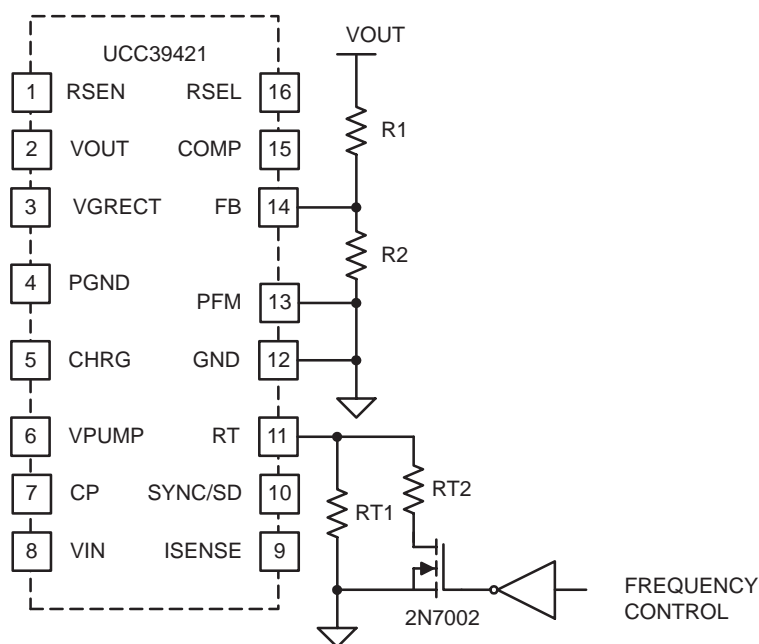 UCC39421
VOUT
1 RSEN RSEL 16
R1
2 VOUT COMP 15
3 VGRECT FB 14
R2
4 PGND
PFM 13
5 CHRG GND 12
6 VPUMP RT 11
RT2
7 CP SYNC/SD 10
RT1
8 VIN ISENSE 9
2N7002
FREQUENCY
CONTROL